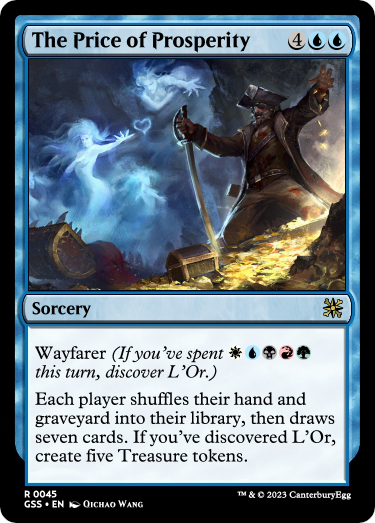 The Price of Prosperity 4
Sorcery
Wayfarer (If you've spent
this turn, discover L'Or.)
Each player shuffles their hand and
graveyard into their library, then draws
seven cards. If you've discovered L'Or,
create five Treasure tokens.
R 0045
GSS • EN Qichao Wang
™ & © 2023 CanterburyEgg